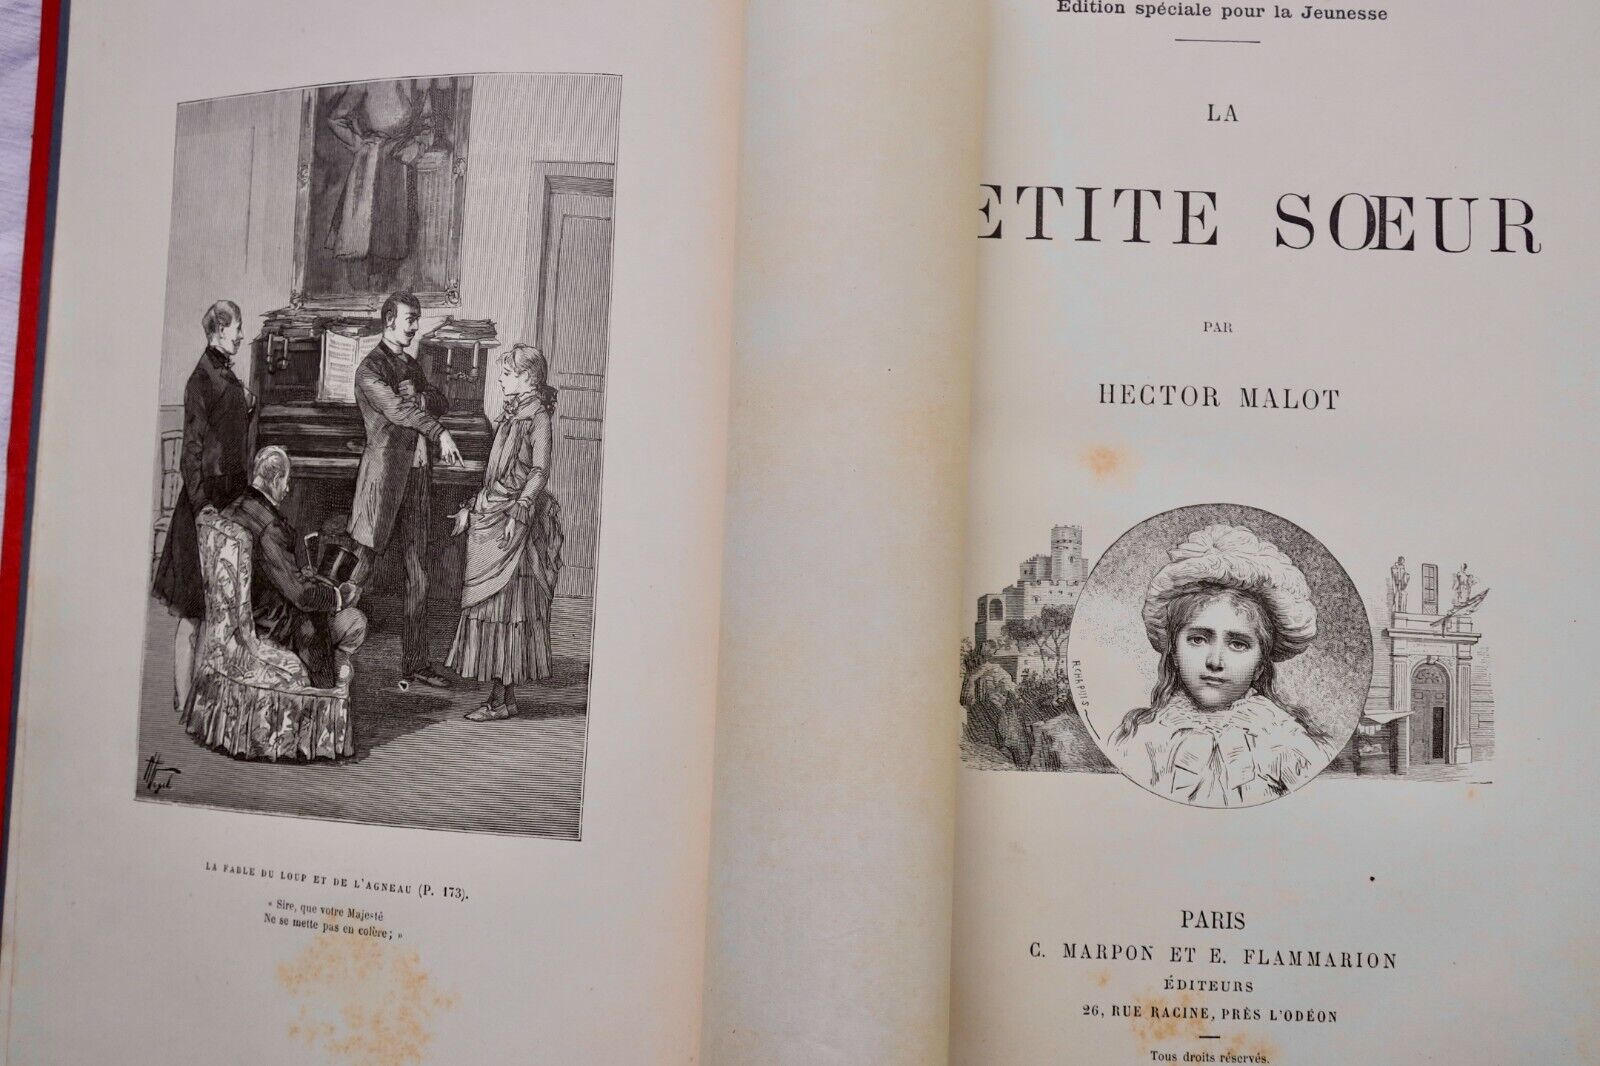 LA FABLE DU LOUP ET DE L'AGNEAU (P. 173).
« Sire, que votre Majesté
Ne se mette pas en colère; »
Edition spéciale pour la Jeunesse
LA
ETITE SŒUR
PAR
HECTOR MALOT
PARIS
C. MARPON ET E. FLAMMARION
ÉDITEURS
26, RUE RACINE, PRÈS L'ODÉON
Tous droits réservés.